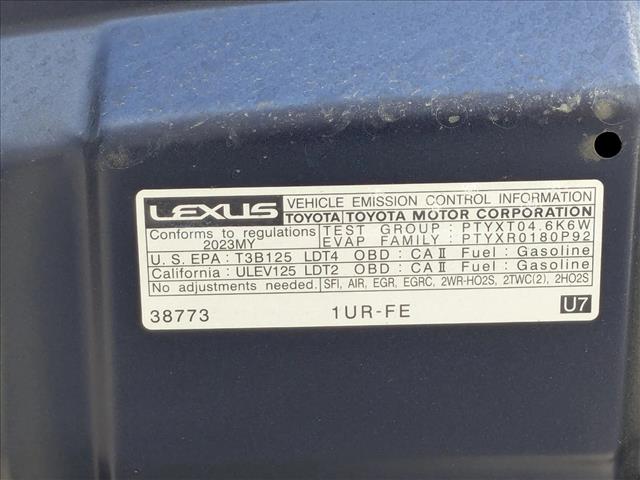 LEXUS VEHICLE EMISSION CONTROL INFORMATION
TOYOTA TOYOTA MOTOR CORPORATION
Conforms to regulations TEST GROUP : PTYXT04.6K6W
2023MY EVAP FAMILY : PTYXR0180P92
U.S. EPA : T3B125 LDT4 OBD : CA II Fuel : Gasoline
California : ULEV125 LDT2 OBD : CA II Fuel : Gasoline
No adjustments needed. SFI, AIR, EGR, EGRC, 2WR-HO2S, 2TWC(2), 2HO2S
38773 1UR-FE U7